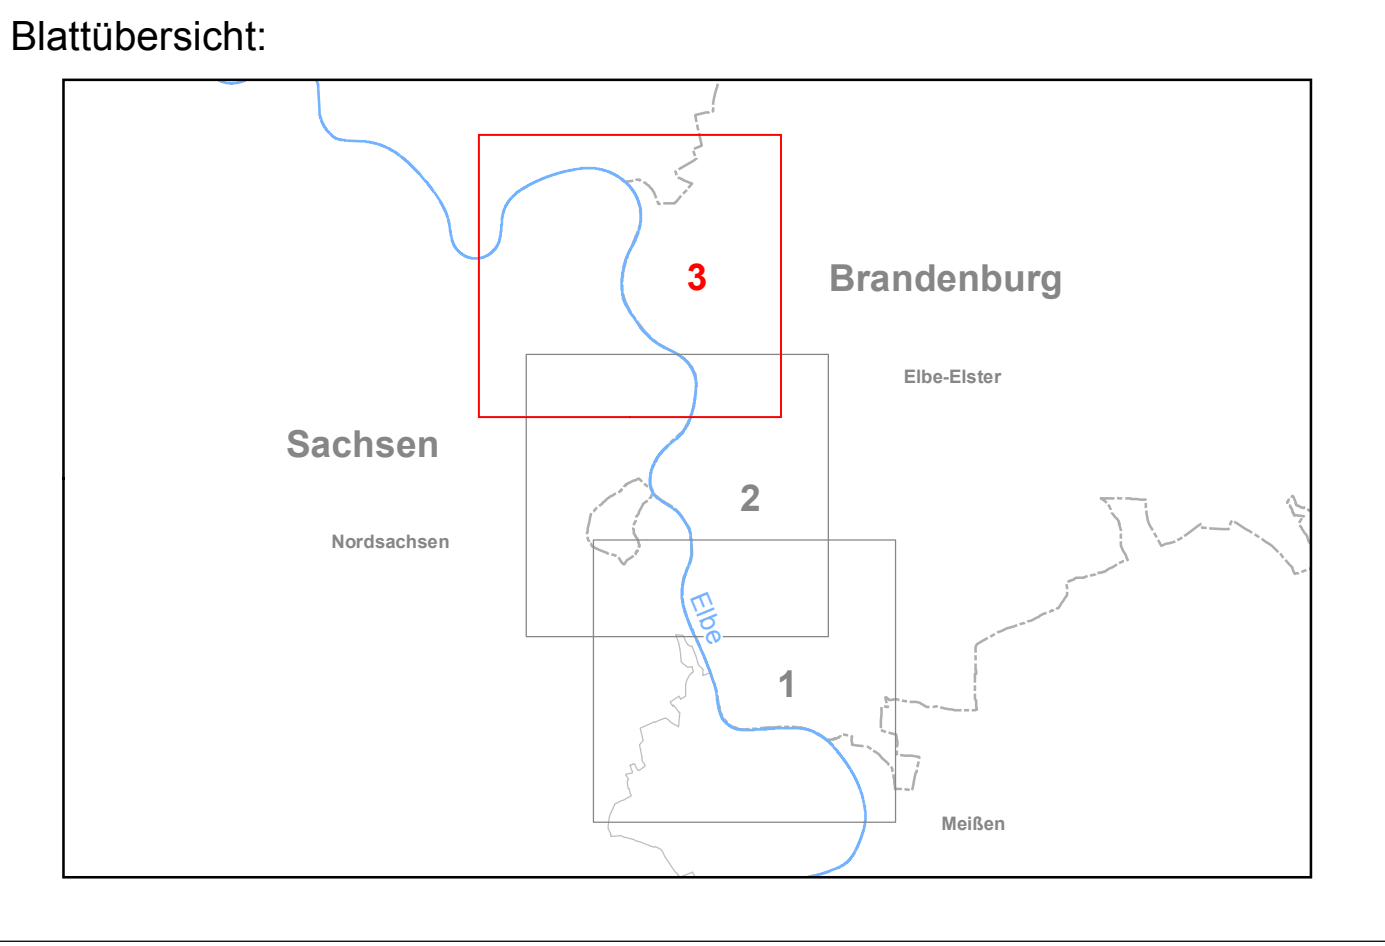 Blattübersicht:
3
Brandenburg
Elbe-Elster
Sachsen
2
Nordsachsen
Elbe
1
Meißen